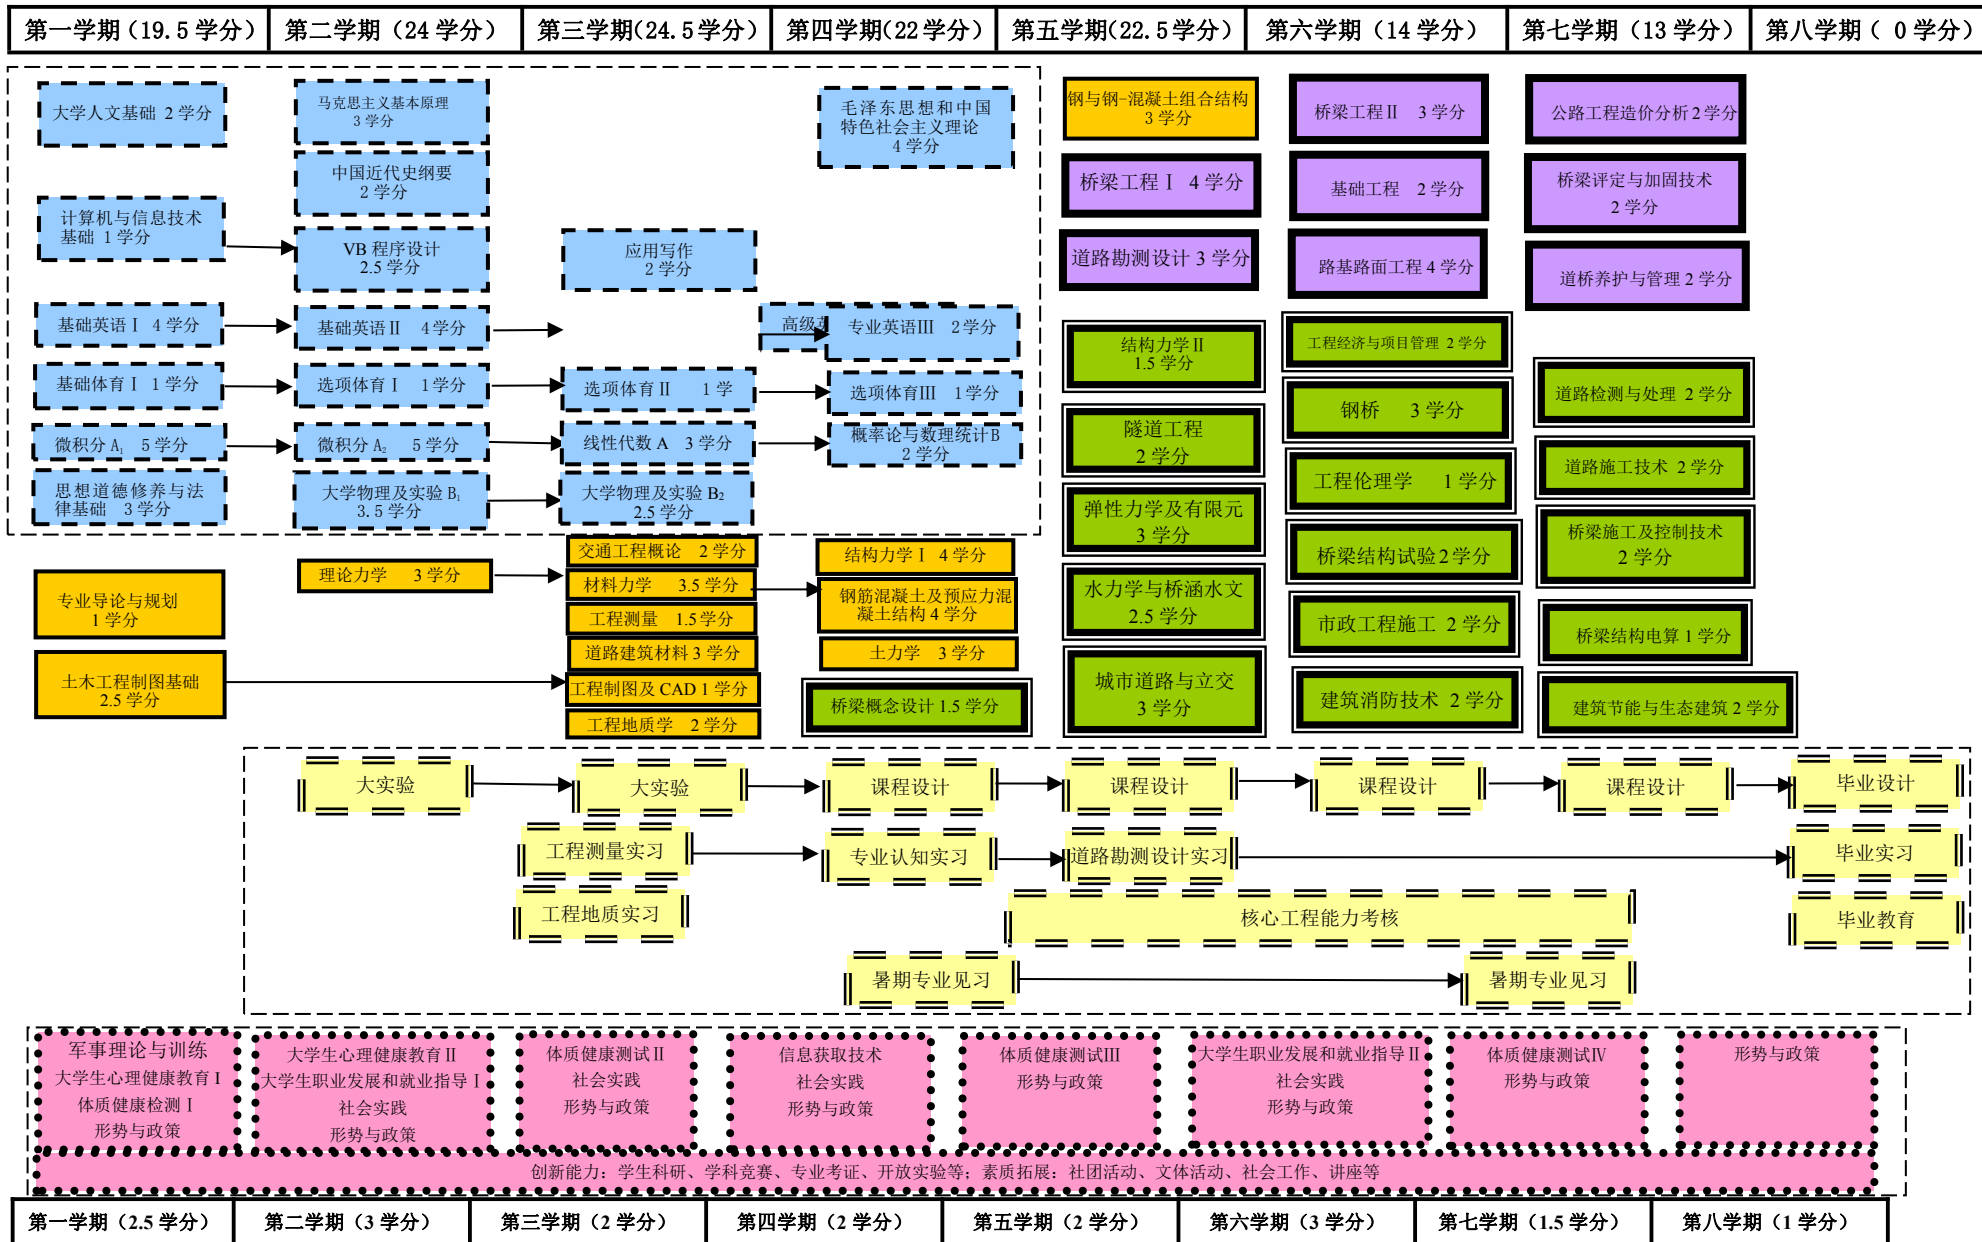 第一学期（19.5 学分）
第二学期（24 学分）
第三学期(24.5学分）
第四学期(22 学分）
第五学期(22.5学分）
第六学期（14 学分）
第七学期（13 学分）
第八学期（ 0 学分）
大学人文基础 2 学分
计算机与信息技术
基础 1 学分
基础英语Ⅰ 4 学分
基础体育Ⅰ 1 学分
微积分 A₁ 5 学分
思想道德修养与法
律基础 3 学分
专业导论与规划
1 学分
土木工程制图基础
2.5 学分
马克思主义基本原理
3 学分
中国近代史纲要
2 学分
VB 程序设计
2.5 学分
基础英语Ⅱ 4 学分
选项体育Ⅰ 1 学分
微积分 A₂ 5 学分
大学物理及实验 B₁
3.5 学分
理论力学 3 学分
应用写作
2 学分
选项体育Ⅱ 1 学
线性代数 A 3 学分
大学物理及实验 B₂
2.5 学分
交通工程概论 2 学分
材料力学 3.5 学分
工程测量 1.5 学分
道路建筑材料 3 学分
工程制图及 CAD 1 学分
工程地质学 2 学分
毛泽东思想和中国
特色社会主义理论
4 学分
高级
专业英语Ⅲ 2 学分
选项体育Ⅲ 1 学分
概率论与数理统计B
2 学分
结构力学Ⅰ 4 学分
钢筋混凝土及预应力混
凝土结构 4 学分
土力学 3 学分
桥梁概念设计 1.5 学分
钢与钢-混凝土组合结构
3 学分
桥梁工程Ⅰ 4 学分
道路勘测设计 3 学分
结构力学Ⅱ
1.5 学分
隧道工程
2 学分
弹性力学及有限元
3 学分
水力学与桥涵水文
2.5 学分
城市道路与立交
3 学分
桥梁工程Ⅱ 3 学分
基础工程 2 学分
路基路面工程 4 学分
工程经济与项目管理 2 学分
钢桥 3 学分
工程伦理学 1 学分
桥梁结构试验 2 学分
市政工程施工 2 学分
建筑消防技术 2 学分
公路工程造价分析 2 学分
桥梁评定与加固技术
2 学分
道桥养护与管理 2 学分
道路检测与处理 2 学分
道路施工技术 2 学分
桥梁施工及控制技术
2 学分
桥梁结构电算 1 学分
建筑节能与生态建筑 2 学分
大实验
大实验
课程设计
课程设计
课程设计
课程设计
毕业设计
工程测量实习
专业认知实习
道路勘测设计实习
毕业实习
工程地质实习
核心工程能力考核
毕业教育
暑期专业见习
暑期专业见习
军事理论与训练
大学生心理健康教育 I
体质健康检测Ⅰ
形势与政策
大学生心理健康教育Ⅱ
大学生职业发展和就业指导Ⅰ
社会实践
形势与政策
体质健康测试Ⅱ
社会实践
形势与政策
信息获取技术
社会实践
形势与政策
体质健康测试Ⅲ
形势与政策
大学生职业发展和就业指导Ⅱ
社会实践
形势与政策
体质健康测试Ⅳ
形势与政策
形势与政策
创新能力：学生科研、学科竞赛、专业考证、开放实验等；素质拓展：社团活动、文体活动、社会工作、讲座等
第一学期（2.5 学分）
第二学期（3 学分）
第三学期（2 学分）
第四学期（2 学分）
第五学期（2 学分）
第六学期（3 学分）
第七学期（1.5 学分）
第八学期（1 学分）